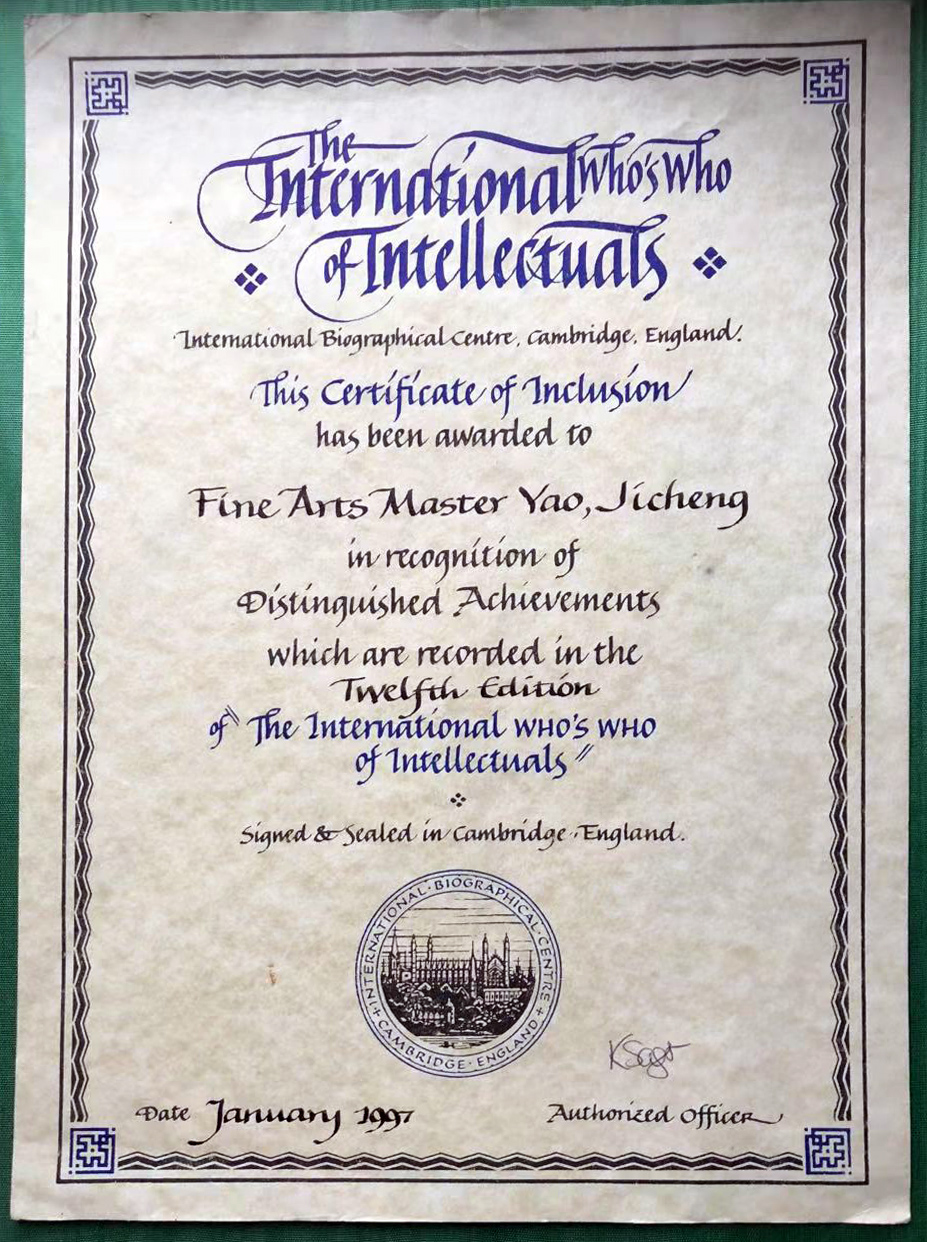 The
International Who's Who
of Intellectuals
International Biographical Centre, Cambridge, England.
This Certificate of Inclusion
has been awarded to
Fine Arts Master Yao, Jicheng
in recognition of
Distinguished Achievements
which are recorded in the
Twelfth Edition
of "The International WHO'S WHO
of Intellectuals"
Signed & Sealed in Cambridge · England.
INTERNATIONAL · BIOGRAPHICAL · CENTRE + CAMBRIDGE · ENGLAND +
Date January 1997
Authorized Officer